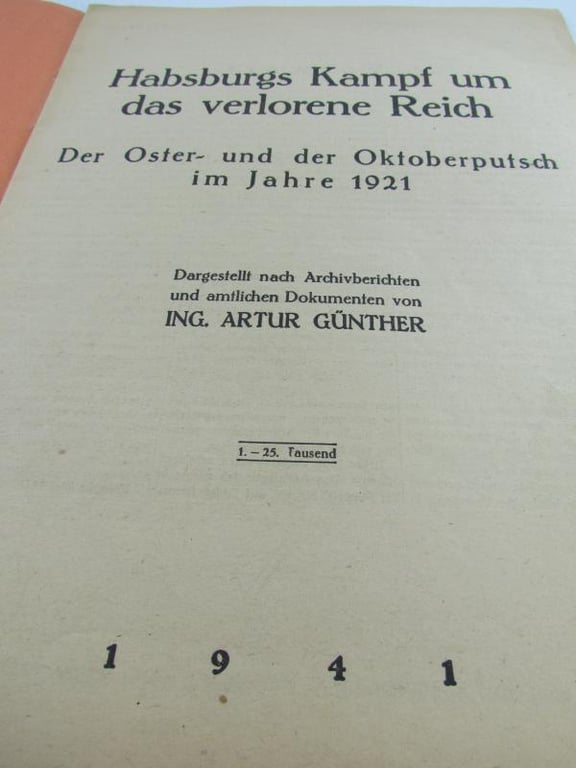 Habsburgs Kampf um
das verlorene Reich
Der Oster- und der Oktoberputsch
im Jahre 1921
Dargestellt nach Archivberichten
und amtlichen Dokumenten von
ING. ARTUR GÜNTHER
1. – 25. Tausend
1 9 4 1